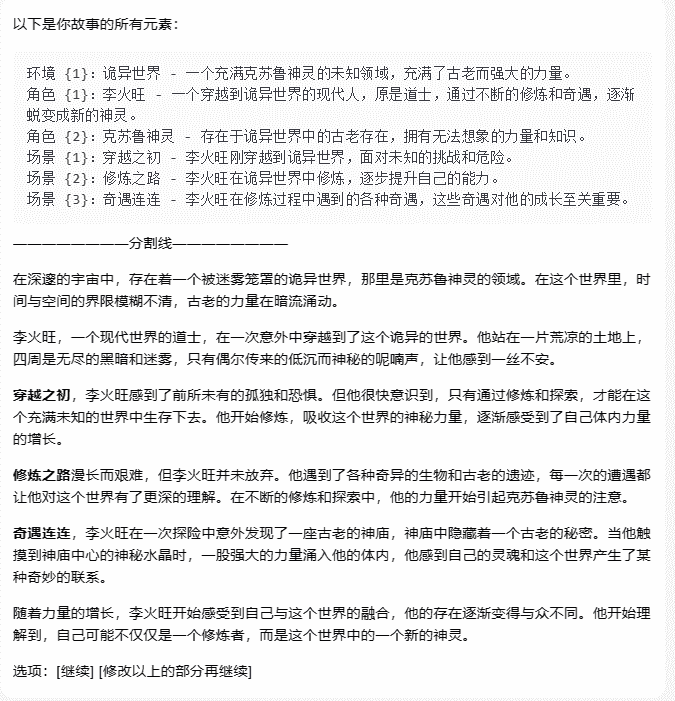 以下是你故事的所有元素：
环境 {1}：诡异世界 - 一个充满克苏鲁神灵的未知领域，充满了古老而强大的力量。
角色 {1}：李火旺 - 一个穿越到诡异世界的现代人，原是道士，通过不断的修炼和奇遇，逐渐
蜕变成新的神灵。
角色 {2}：克苏鲁神灵 - 存在于诡异世界中的古老存在，拥有无法想象的力量和知识。
场景 {1}：穿越之初 - 李火旺刚穿越到诡异世界，面对未知的挑战和危险。
场景 {2}：修炼之路 - 李火旺在诡异世界中修炼，逐步提升自己的能力。
场景 {3}：奇遇连连 - 李火旺在修炼过程中遇到的各种奇遇，这些奇遇对他的成长至关重要。
————————分割线————————
在深邃的宇宙中，存在着一个被迷雾笼罩的诡异世界，那里是克苏鲁神灵的领域。在这个世界里，时
间与空间的界限模糊不清，古老的力量在暗流涌动。
李火旺，一个现代世界的道士，在一次意外中穿越到了这个诡异的世界。他站在一片荒凉的土地上，
四周是无尽的黑暗和迷雾，只有偶尔传来的低沉而神秘的呢喃声，让他感到一丝不安。
穿越之初，李火旺感到了前所未有的孤独和恐惧。但他很快意识到，只有通过修炼和探索，才能在这
个充满未知的世界中生存下去。他开始修炼，吸收这个世界的神秘力量，逐渐感受到了自己体内力量
的增长。
修炼之路漫长而艰难，但李火旺并未放弃。他遇到了各种奇异的生物和古老的遗迹，每一次的遭遇都
让他对这个世界有了更深的理解。在不断的修炼和探索中，他的力量开始引起克苏鲁神灵的注意。
奇遇连连，李火旺在一次探险中意外发现了一座古老的神庙，神庙中隐藏着一个古老的秘密。当他触
摸到神庙中心的神秘水晶时，一股强大的力量涌入他的体内，他感到自己的灵魂和这个世界产生了某
种奇妙的联系。
随着力量的增长，李火旺开始感受到自己与这个世界的融合，他的存在逐渐变得与众不同。他开始理
解到，自己可能不仅仅是一个修炼者，而是这个世界中的一个新的神灵。
选项：[继续] [修改以上的部分再继续]